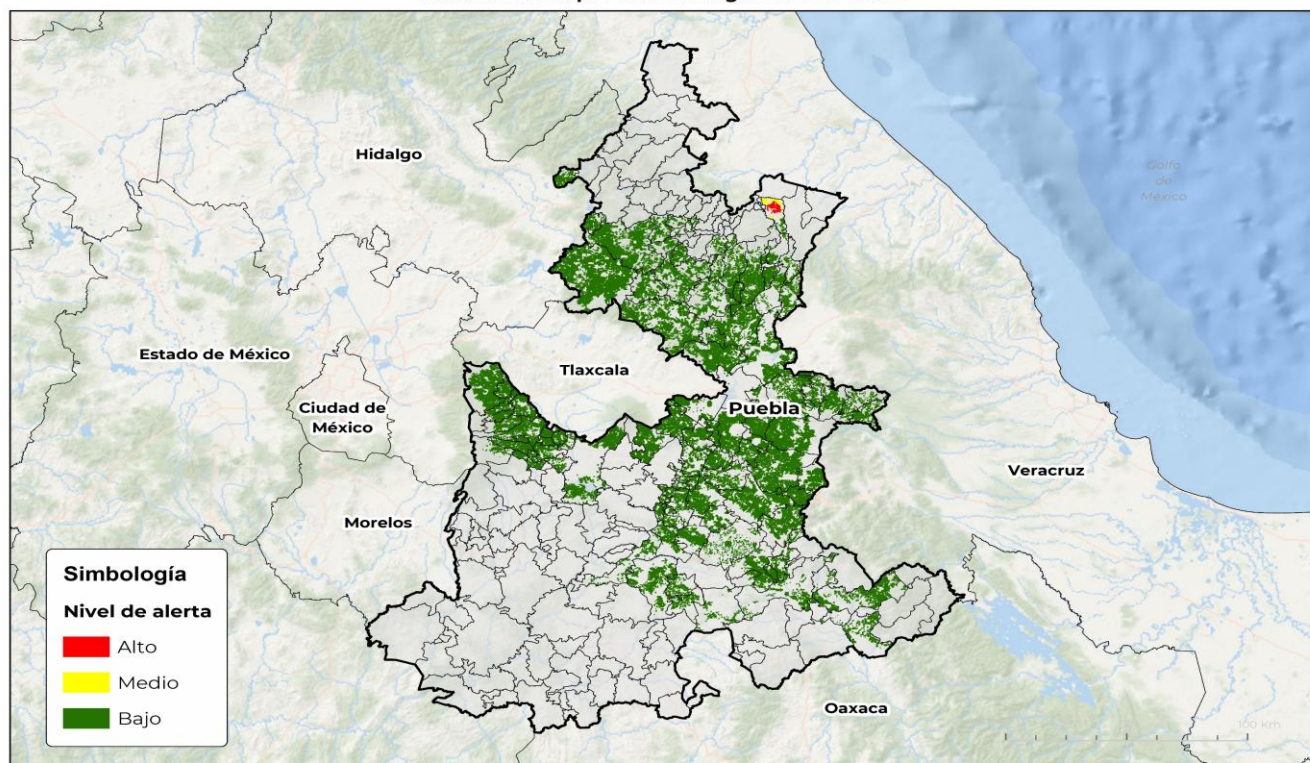 Hidalgo
Golfo
de
México
Estado de México
Tlaxcala
Ciudad de
México
Puebla
Veracruz
Morelos
Simbología
Nivel de alerta
Alto
Medio
Bajo
Oaxaca
100 Km